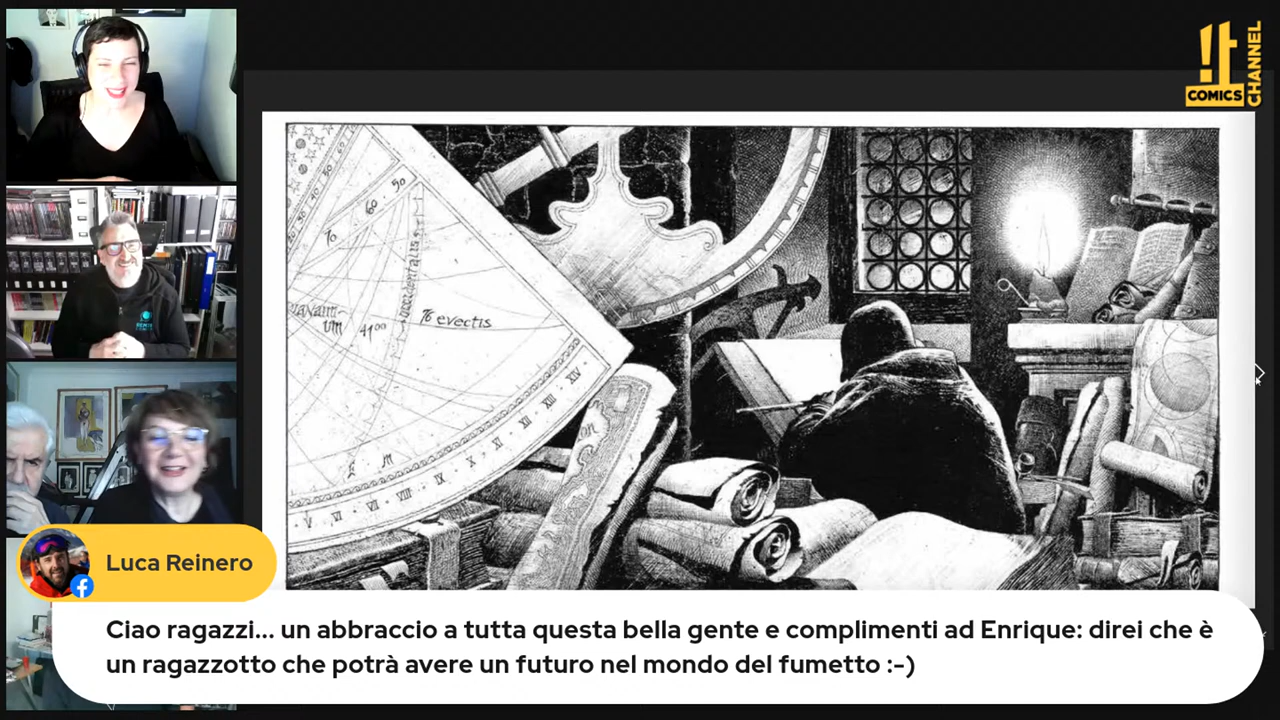 !t
COMICS
CHANNEL
50
60
70
horizontalis
41⁰⁰
evectis
XIV
XIII
XII
XI
X
IX
VIII
VII
VI
V
Luca Reinero
Ciao ragazzi... un abbraccio a tutta questa bella gente e complimenti ad Enrique: direi che è
un ragazzotto che potrà avere un futuro nel mondo del fumetto :-)